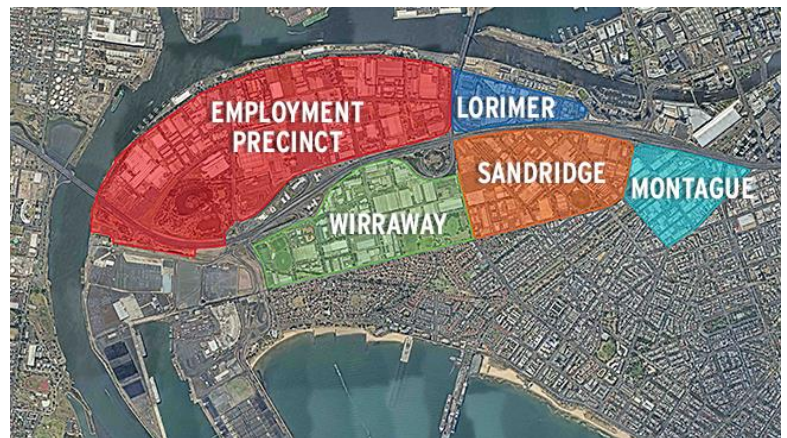 EMPLOYMENT
PRECINCT
LORIMER
SANDRIDGE
MONTAGUE
WIRRAWAY